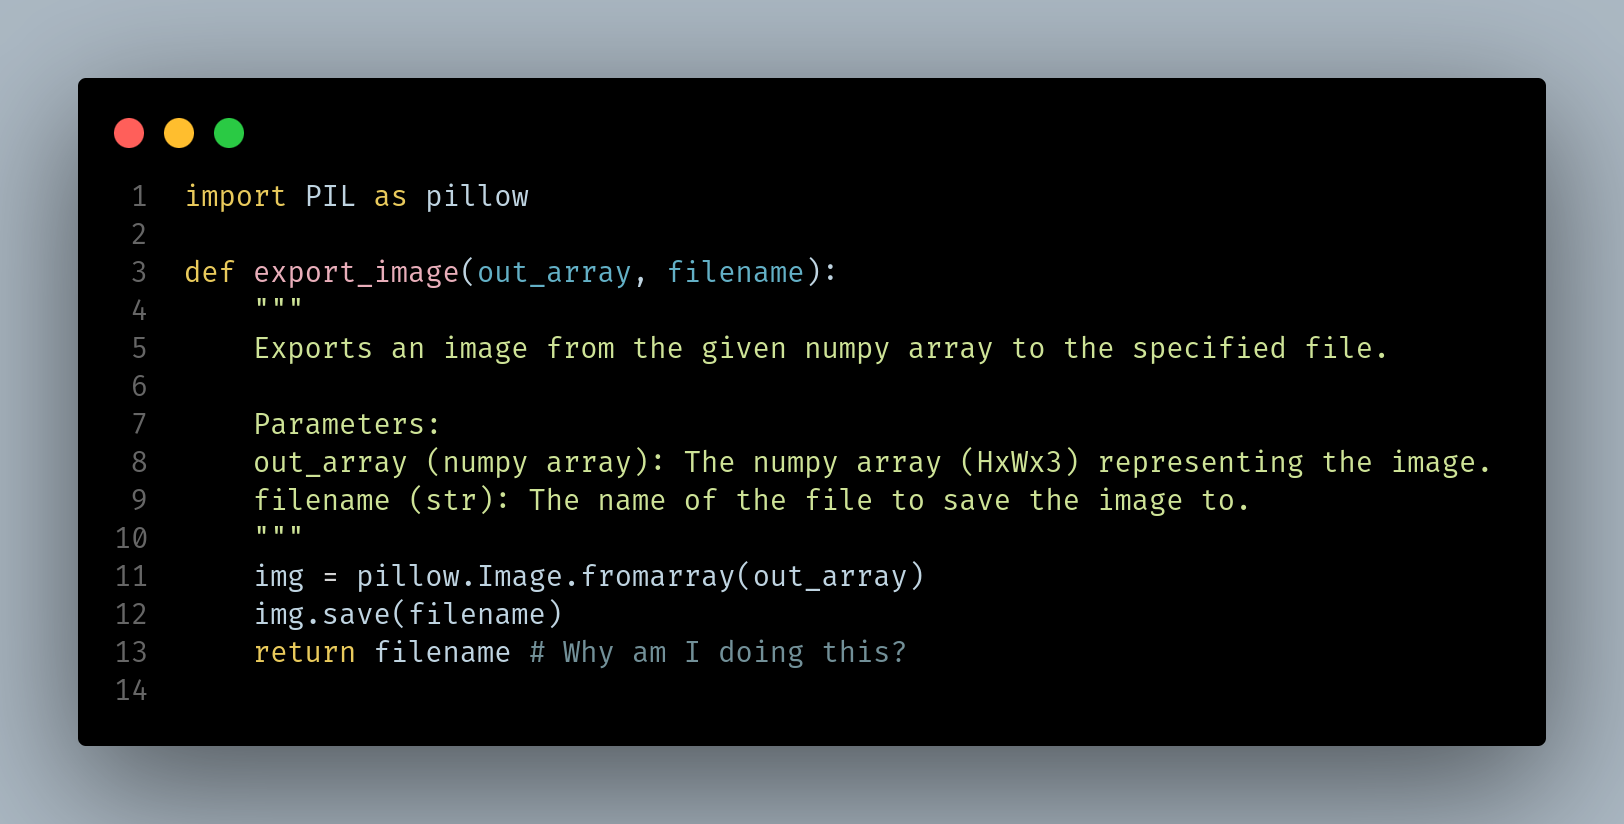 1 import PIL as pillow
2
3 def export_image(out_array, filename):
4     """
5     Exports an image from the given numpy array to the specified file.
6
7     Parameters:
8     out_array (numpy array): The numpy array (HxWx3) representing the image.
9     filename (str): The name of the file to save the image to.
10     """
11     img = pillow.Image.fromarray(out_array)
12     img.save(filename)
13     return filename # Why am I doing this?
14